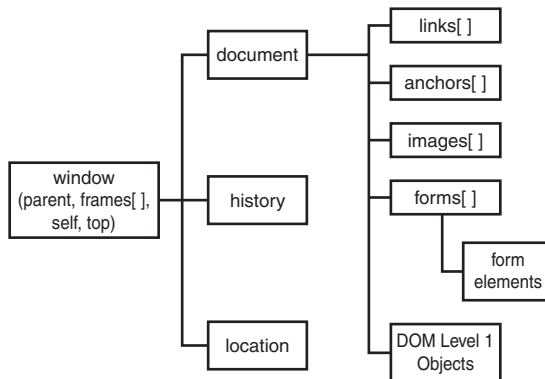 window
(parent, frames[ ],
self, top)
document
history
location
links[ ]
anchors[ ]
images[ ]
forms[ ]
form
elements
DOM Level 1
Objects